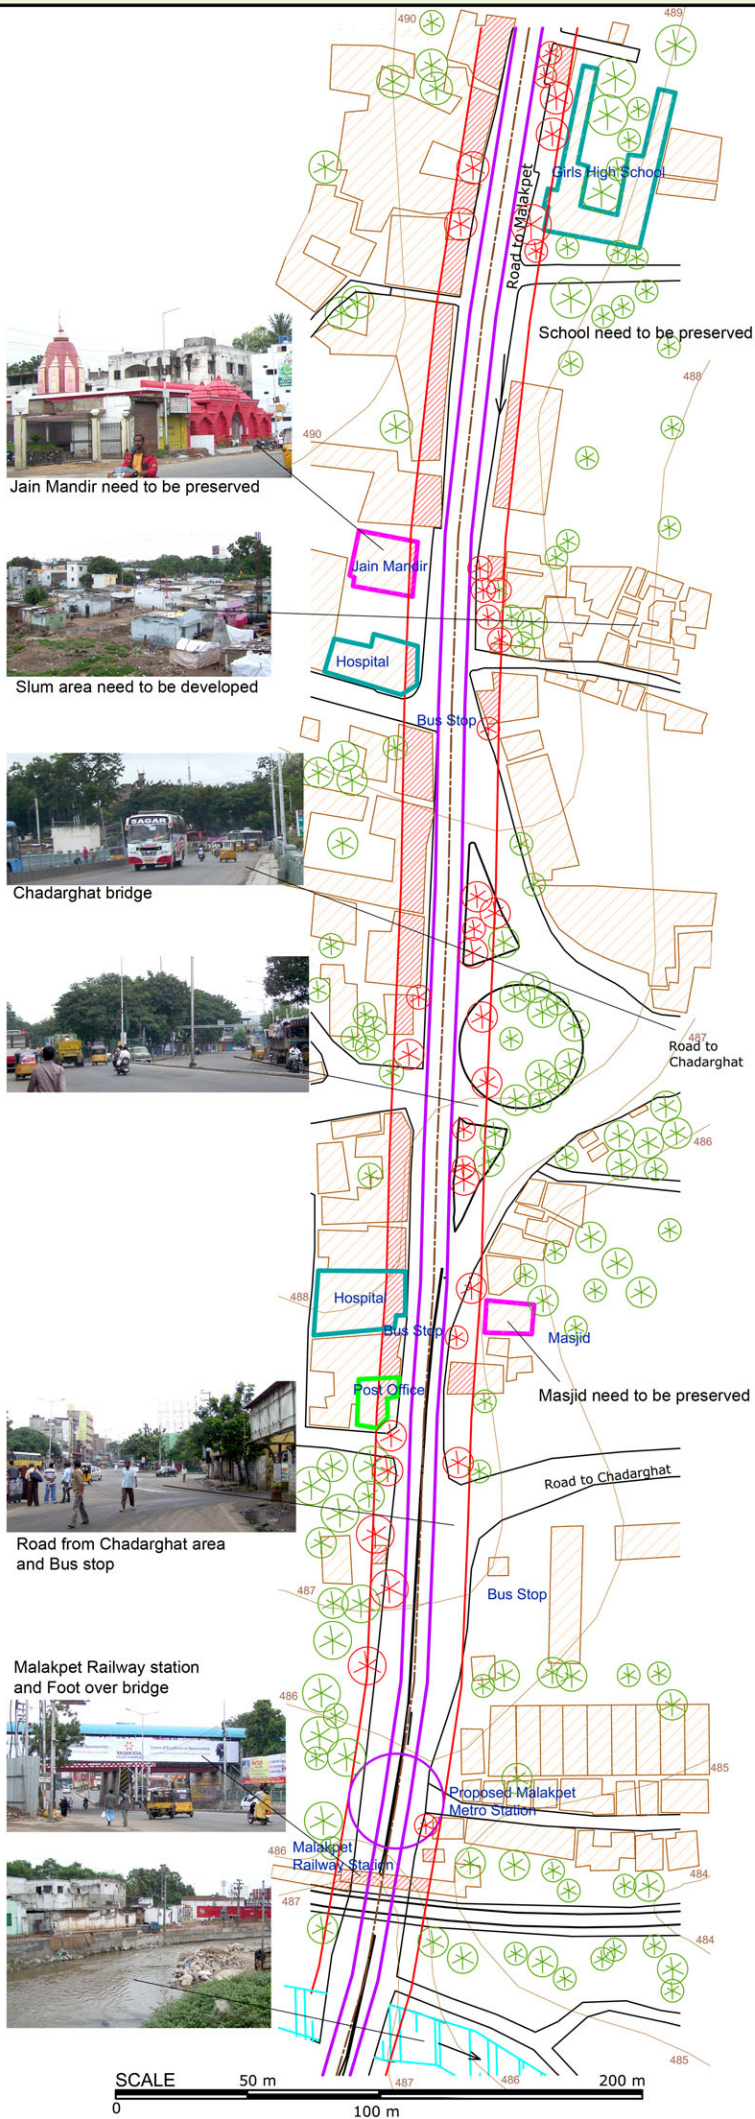 490
489
Girls High School
Road to Malakpet
School need to be preserved
488
490
Jain Mandir need to be preserved
Jain Mandir
Slum area need to be developed
Hospital
Bus Stop
SAGAR
Chadarghat bridge
487
Road to
Chadarghat
486
488
Hospital
Bus Stop
Masjid
Post Office
Masjid need to be preserved
Road to Chadarghat
Road from Chadarghat area
and Bus stop
Bus Stop
487
Malakpet Railway station
and Foot over bridge
486
YASHODA
485
Proposed Malakpet
Metro Station
486
Malakpet
Railway Station
484
487
484
485
SCALE
50 m
487
486
200 m
0
100 m